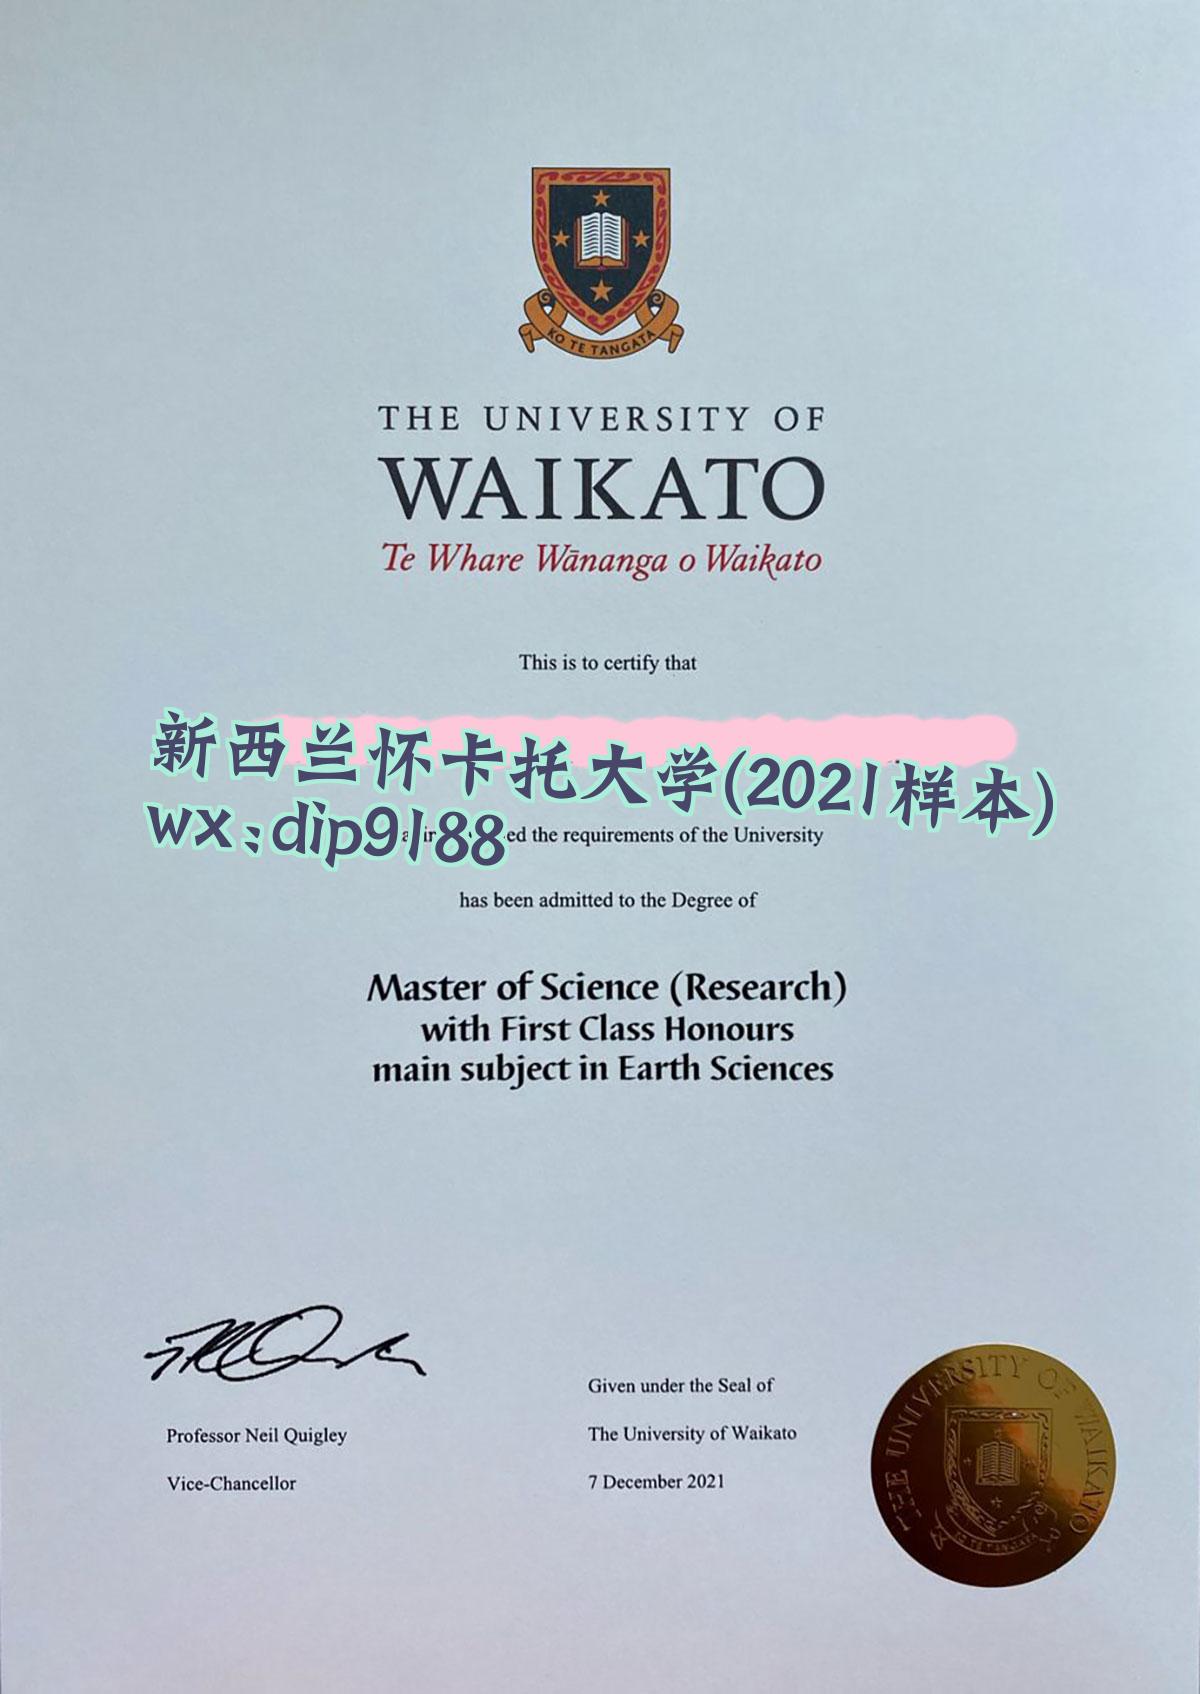 KO TE TANGATA
THE UNIVERSITY OF
WAIKATO
Te Whare Wānanga o Waikato
This is to certify that
新西兰怀卡托大学(2021样本)
wx:dip9188
the requirements of the University
has been admitted to the Degree of
Master of Science (Research)
with First Class Honours
main subject in Earth Sciences
Professor Neil Quigley
Vice-Chancellor
Given under the Seal of
The University of Waikato
7 December 2021
THE UNIVERSITY OF WAIKATO
KO TE TANGATA